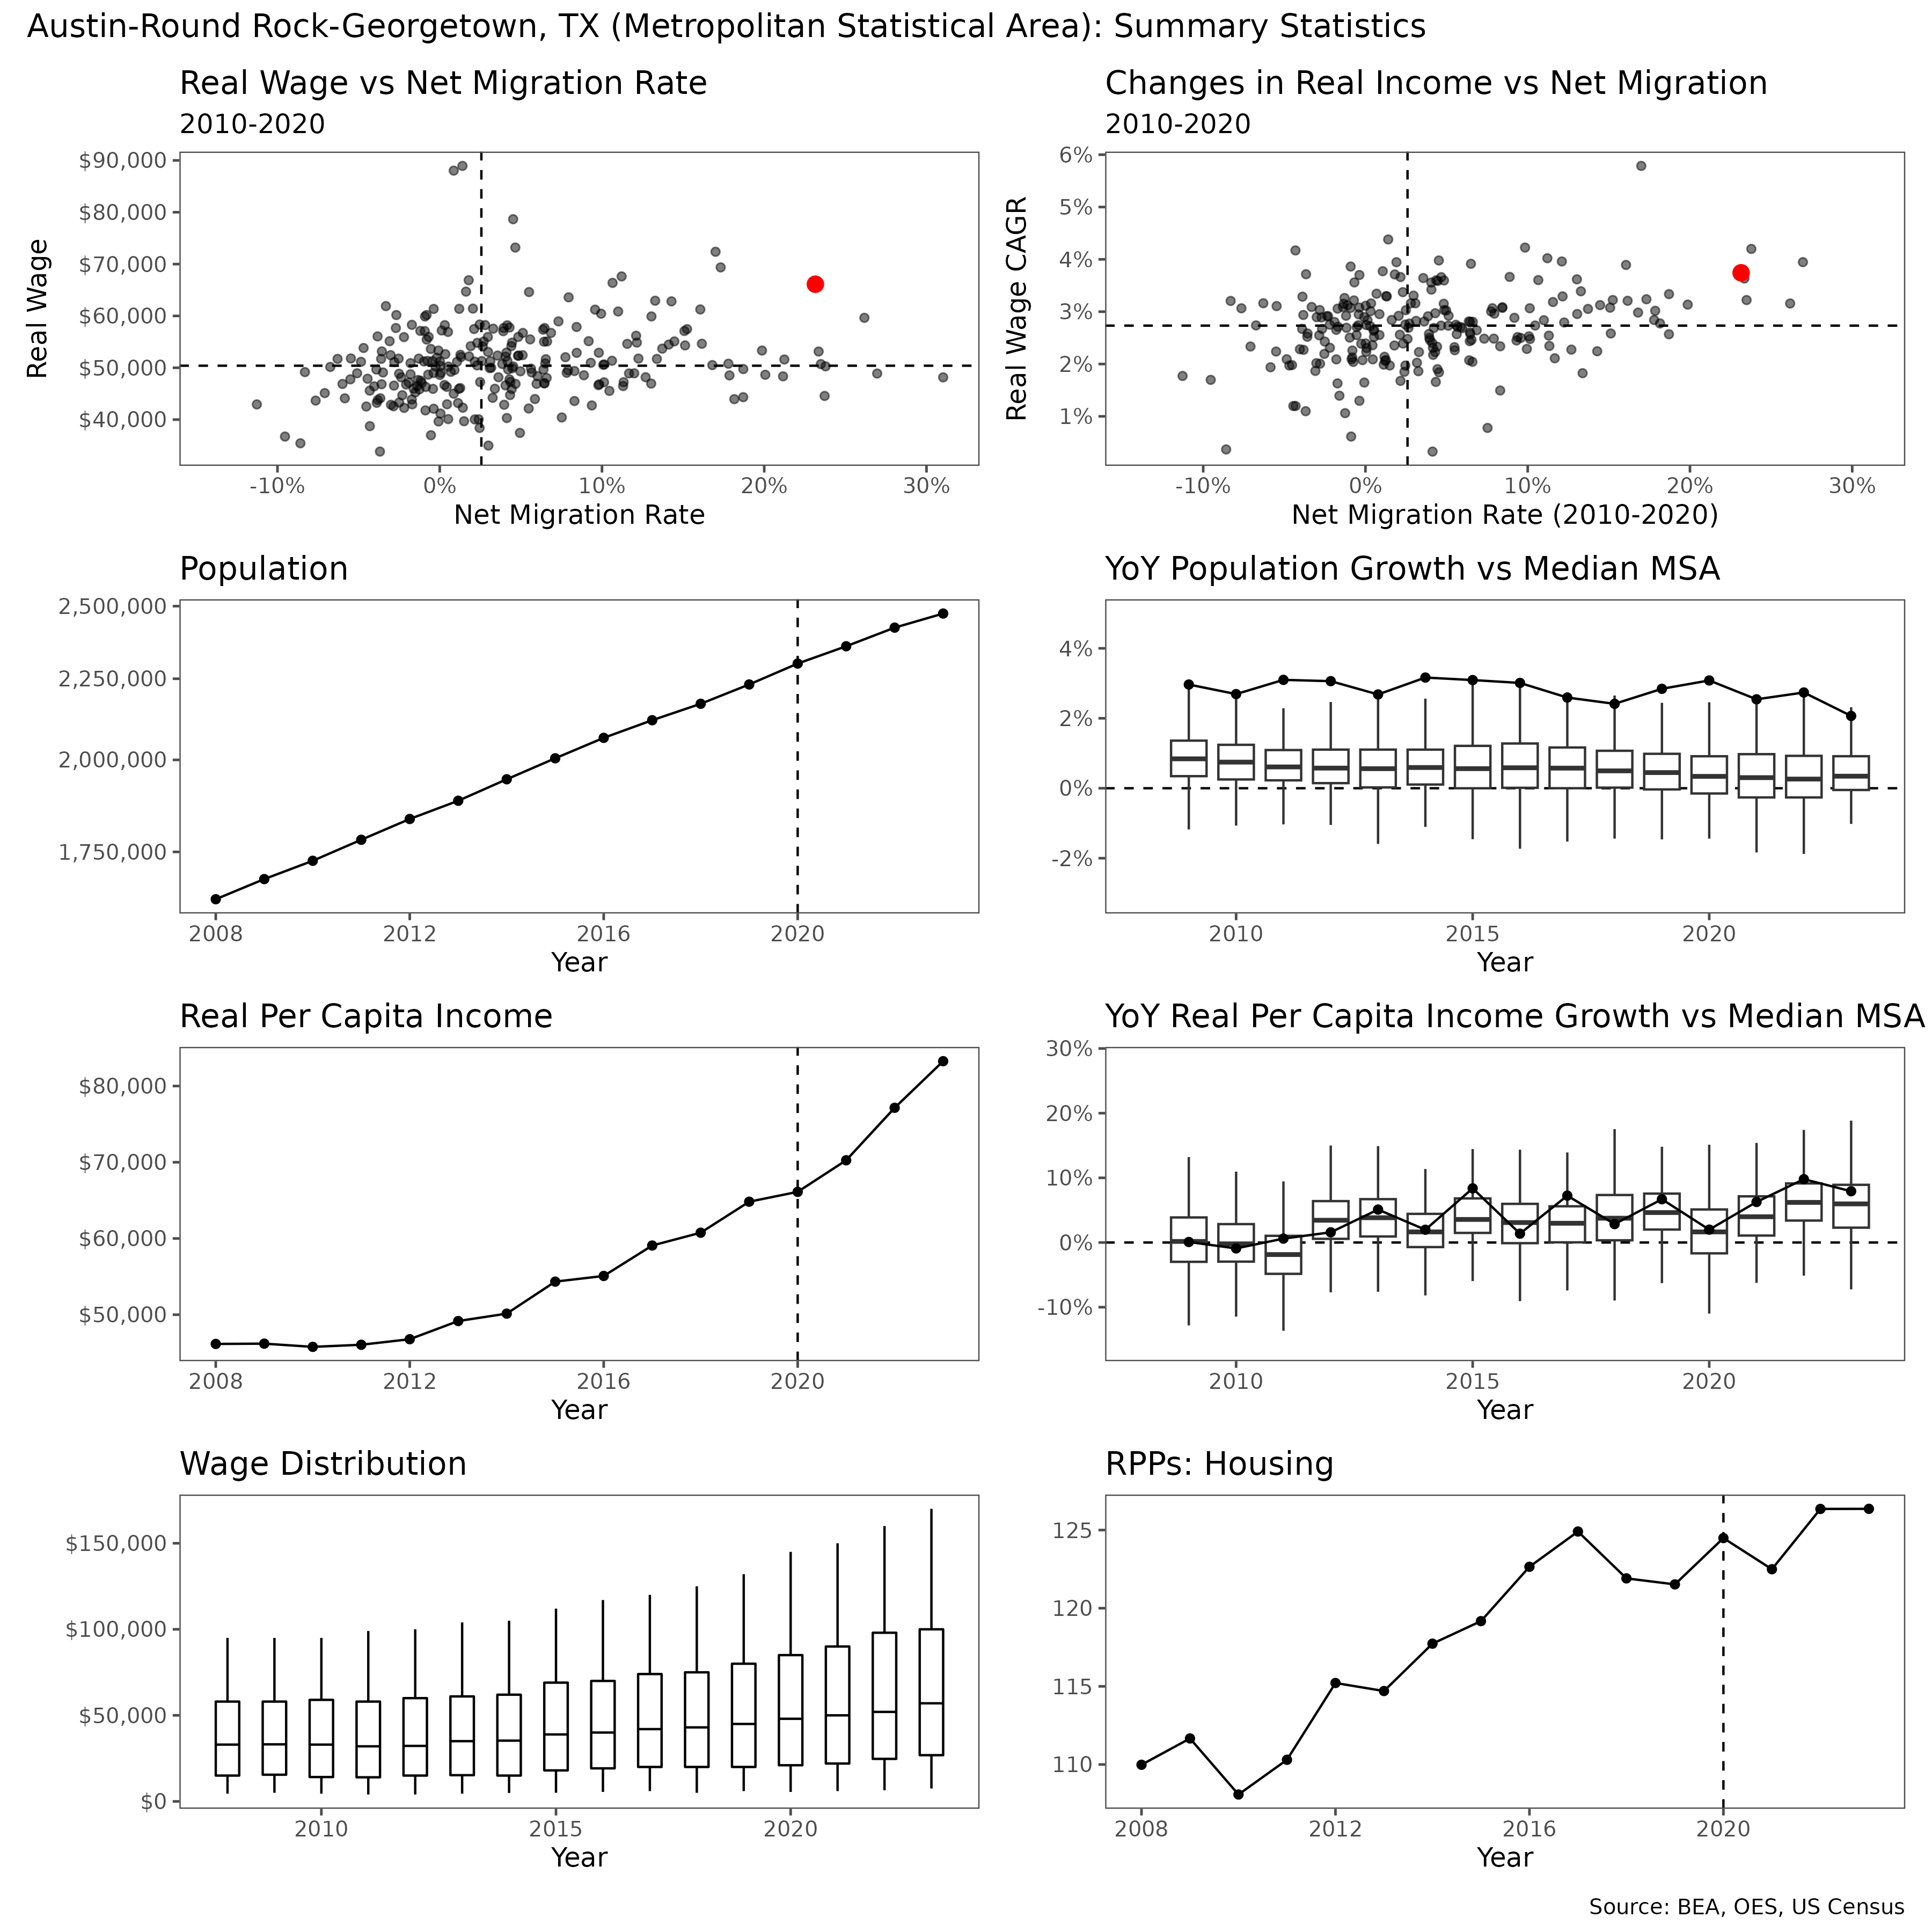 Austin-Round Rock-Georgetown, TX (Metropolitan Statistical Area): Summary Statistics
Real Wage vs Net Migration Rate
2010-2020
$90,000
$80,000
$70,000
$60,000
$50,000
$40,000
Real Wage
-10% 0% 10% 20% 30%
Net Migration Rate
Changes in Real Income vs Net Migration
2010-2020
6%
5%
4%
3%
2%
1%
Real Wage CAGR
-10% 0% 10% 20% 30%
Net Migration Rate (2010-2020)
Population
2,500,000
2,250,000
2,000,000
1,750,000
2008 2012 2016 2020
Year
YoY Population Growth vs Median MSA
4%
2%
0%
-2%
2010 2015 2020
Year
Real Per Capita Income
$80,000
$70,000
$60,000
$50,000
2008 2012 2016 2020
Year
YoY Real Per Capita Income Growth vs Median MSA
30%
20%
10%
0%
-10%
2010 2015 2020
Year
Wage Distribution
$150,000
$100,000
$50,000
$0
2010 2015 2020
Year
RPPs: Housing
125
120
115
110
2008 2012 2016 2020
Year
Source: BEA, OES, US Census